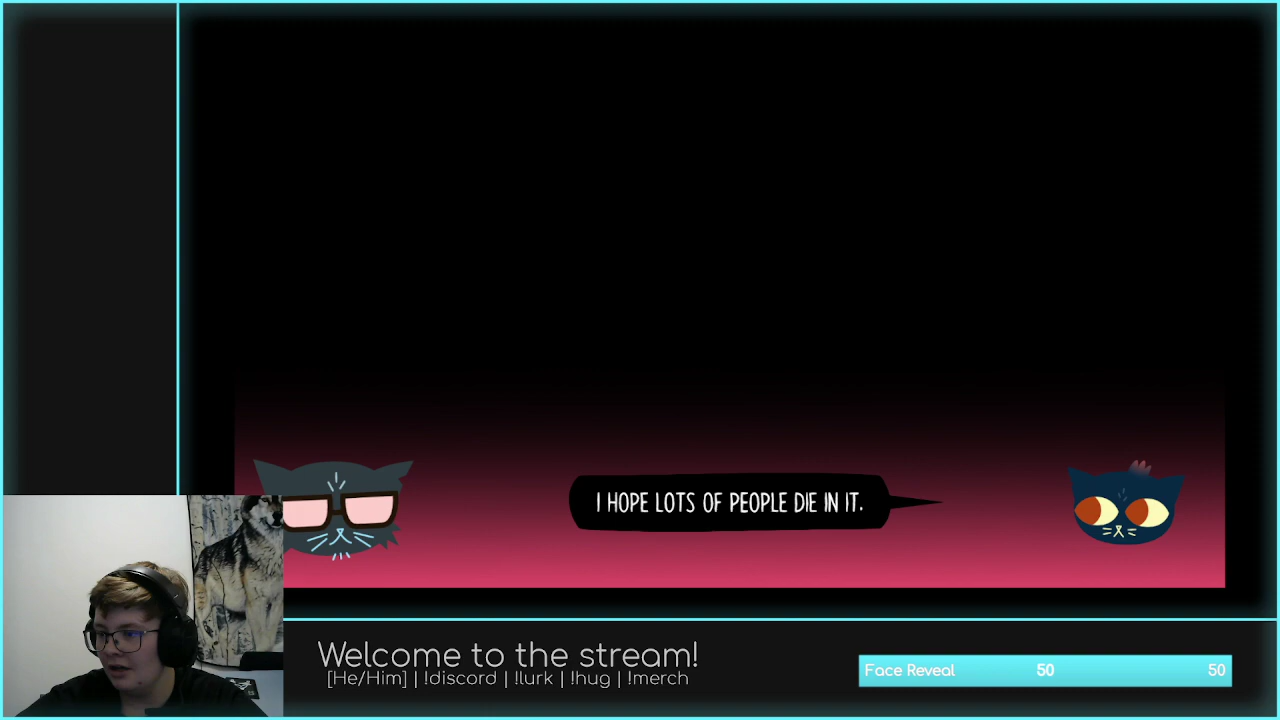 I HOPE LOTS OF PEOPLE DIE IN IT.
Welcome to the stream!
[He/Him] | !discord | !lurk | !hug | !merch
Face Reveal 50 50